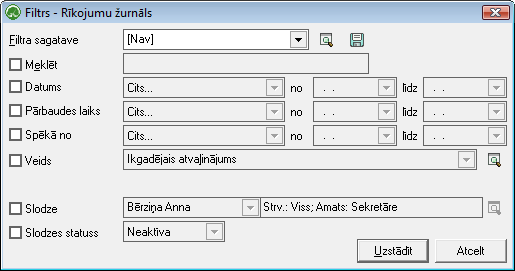 Filtrs - Rīkojumu žurnāls
Filtra sagatave [Nav]
Meklēt
Datums Cits... no . . līdz . .
Pārbaudes laiks Cits... no . . līdz . .
Spēkā no Cits... no . . līdz . .
Veids Ikgadējais atvaļinājums
Slodze Bērziņa Anna Strv.: Viss; Amats: Sekretāre
Slodzes statuss Neaktīva
Uzstādīt Atcelt